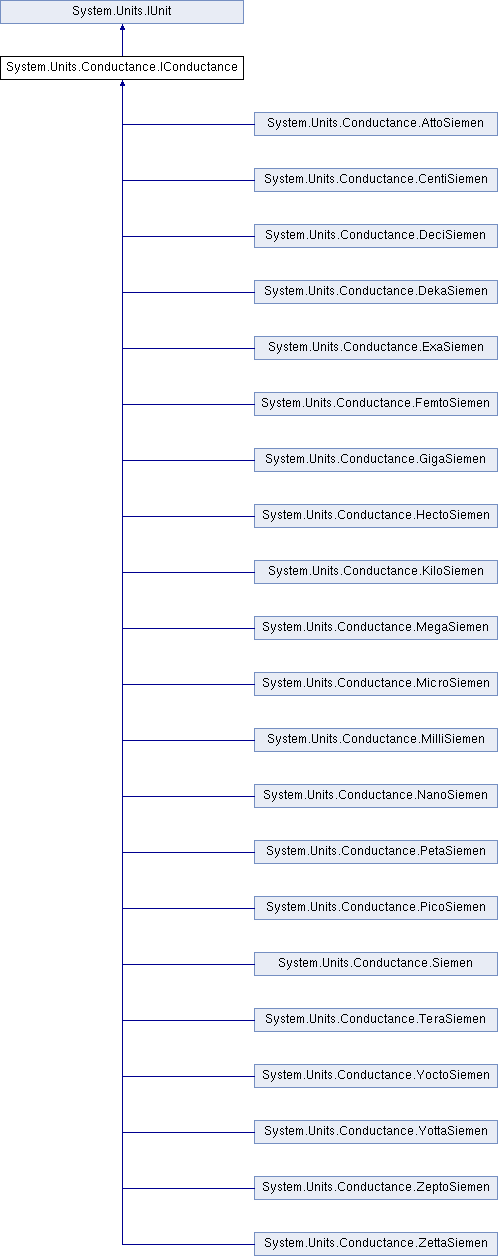 System.Units.IUnit
System.Units.Conductance.IConductance
System.Units.Conductance.AttoSiemen
System.Units.Conductance.CentiSiemen
System.Units.Conductance.DeciSiemen
System.Units.Conductance.DekaSiemen
System.Units.Conductance.ExaSiemen
System.Units.Conductance.FemtoSiemen
System.Units.Conductance.GigaSiemen
System.Units.Conductance.HectoSiemen
System.Units.Conductance.KiloSiemen
System.Units.Conductance.MegaSiemen
System.Units.Conductance.MicroSiemen
System.Units.Conductance.MilliSiemen
System.Units.Conductance.NanoSiemen
System.Units.Conductance.PetaSiemen
System.Units.Conductance.PicoSiemen
System.Units.Conductance.Siemen
System.Units.Conductance.TeraSiemen
System.Units.Conductance.YoctoSiemen
System.Units.Conductance.YottaSiemen
System.Units.Conductance.ZeptoSiemen
System.Units.Conductance.ZettaSiemen